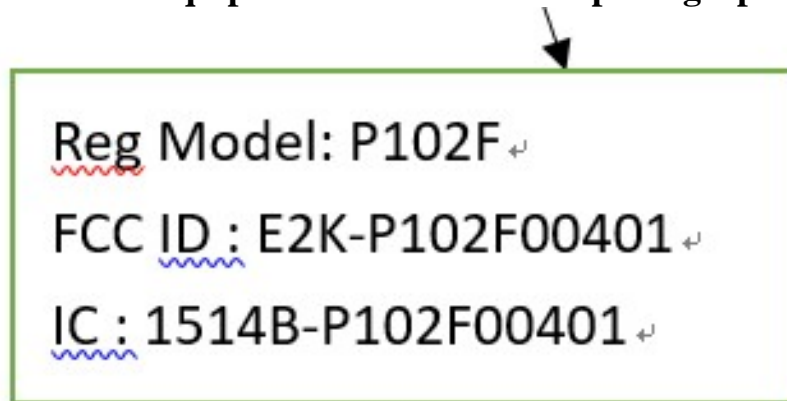 Reg Model: P102F
FCC ID : E2K-P102F00401
IC : 1514B-P102F00401